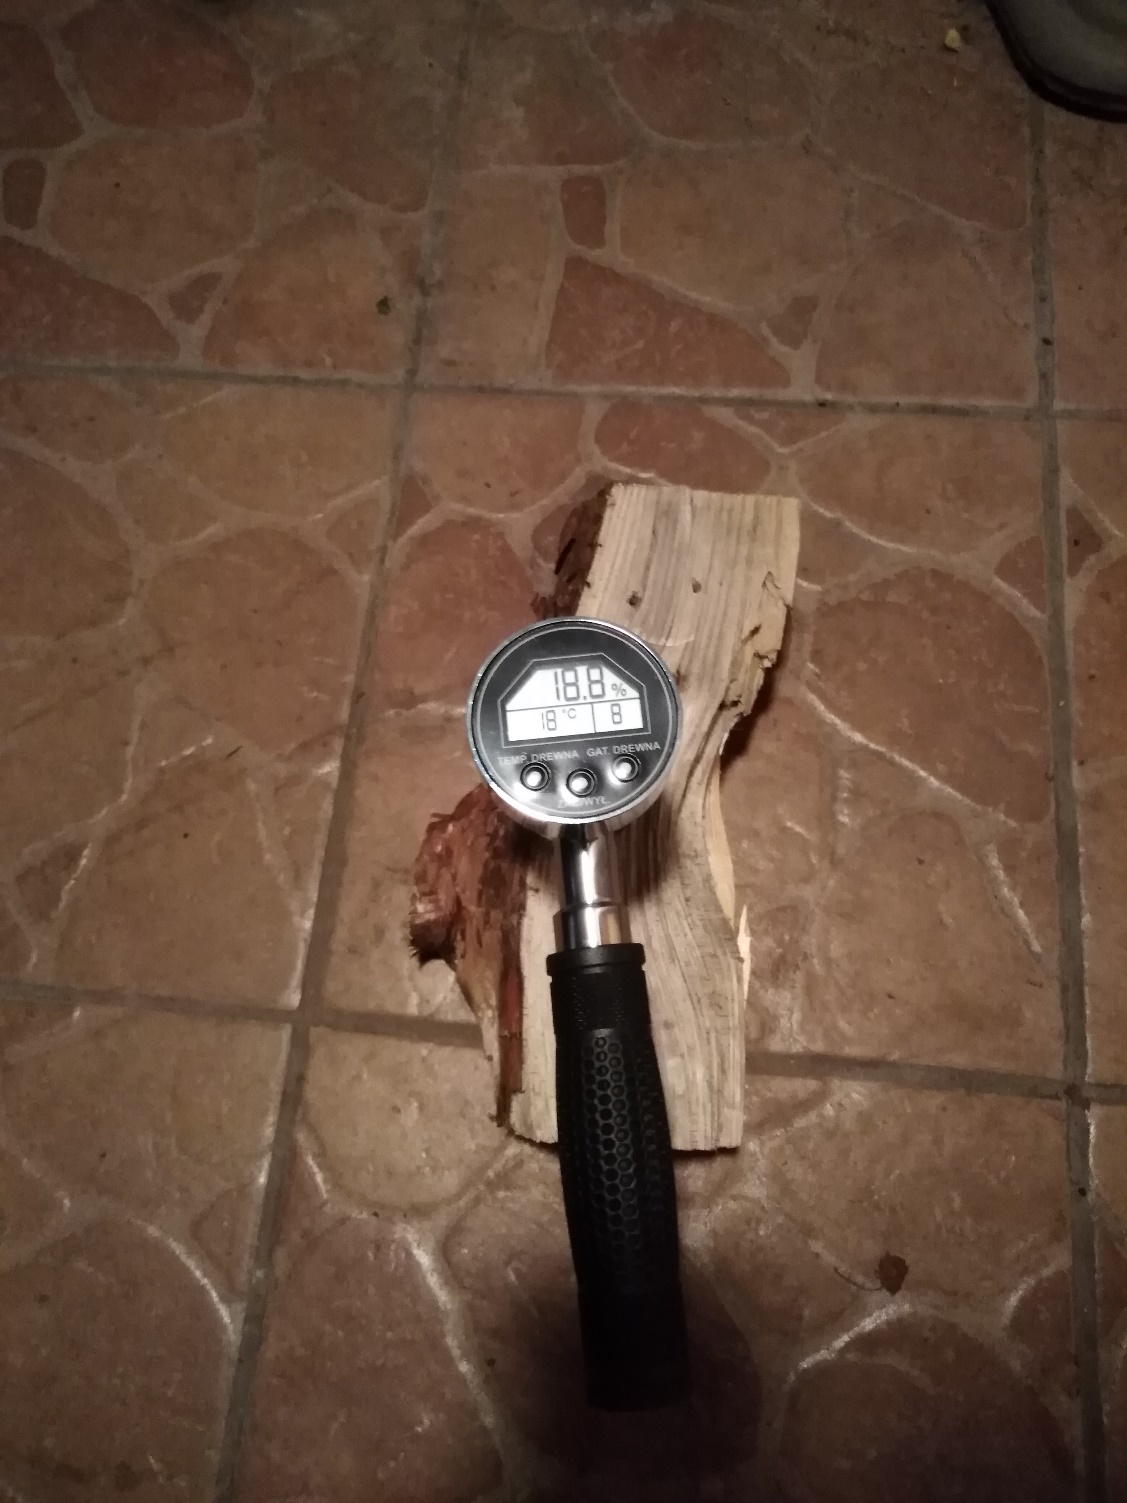 18.8 %
18 °C 8
TEMP. DREWNA GAT. DREWNA